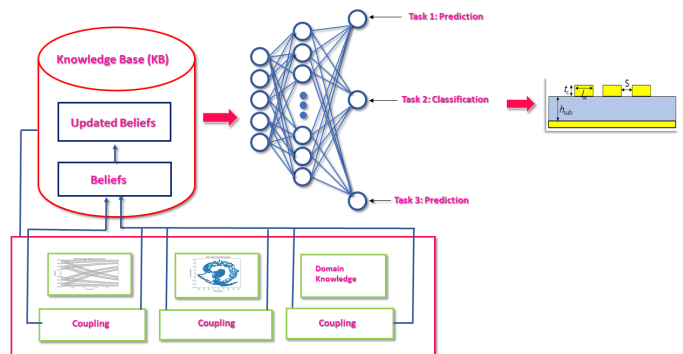 Knowledge Base (KB)
Updated Beliefs
Beliefs
Task 1: Prediction
Task 2: Classification
Task 3: Prediction
S
h sub
Domain
Knowledge
Coupling
Coupling
Coupling